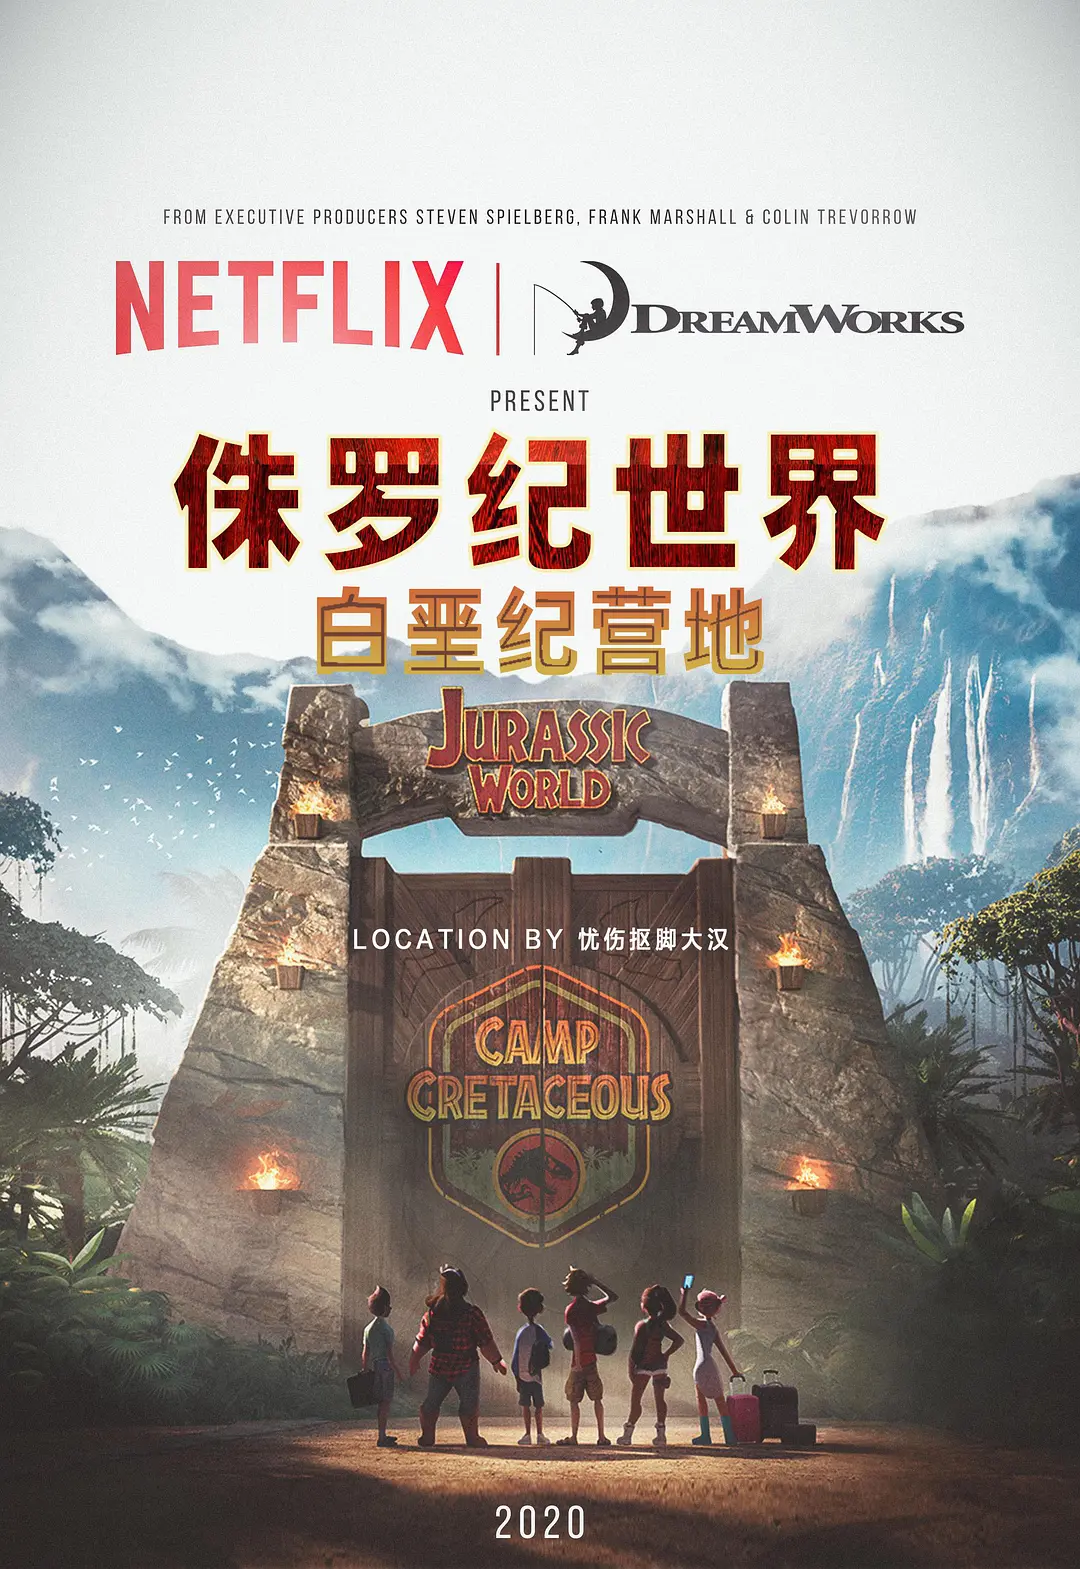 FROM EXECUTIVE PRODUCERS STEVEN SPIELBERG, FRANK MARSHALL & COLIN TREVORROW
NETFLIX | DREAMWORKS
PRESENT
侏罗纪世界
白垩纪营地
JURASSIC
WORLD
LOCATION BY 忧伤抠脚大汉
CAMP
CRETACEOUS
2020